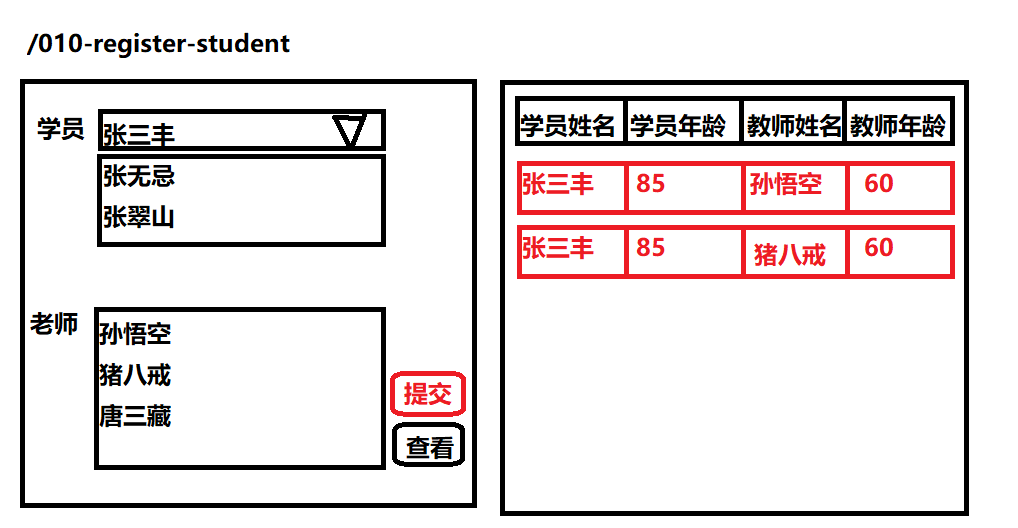 /010-register-student
学员
张三丰
张无忌
张翠山
老师
孙悟空
猪八戒
唐三藏
提交
查看
学员姓名 学员年龄 教师姓名 教师年龄
张三丰 85 孙悟空 60
张三丰 85 猪八戒 60